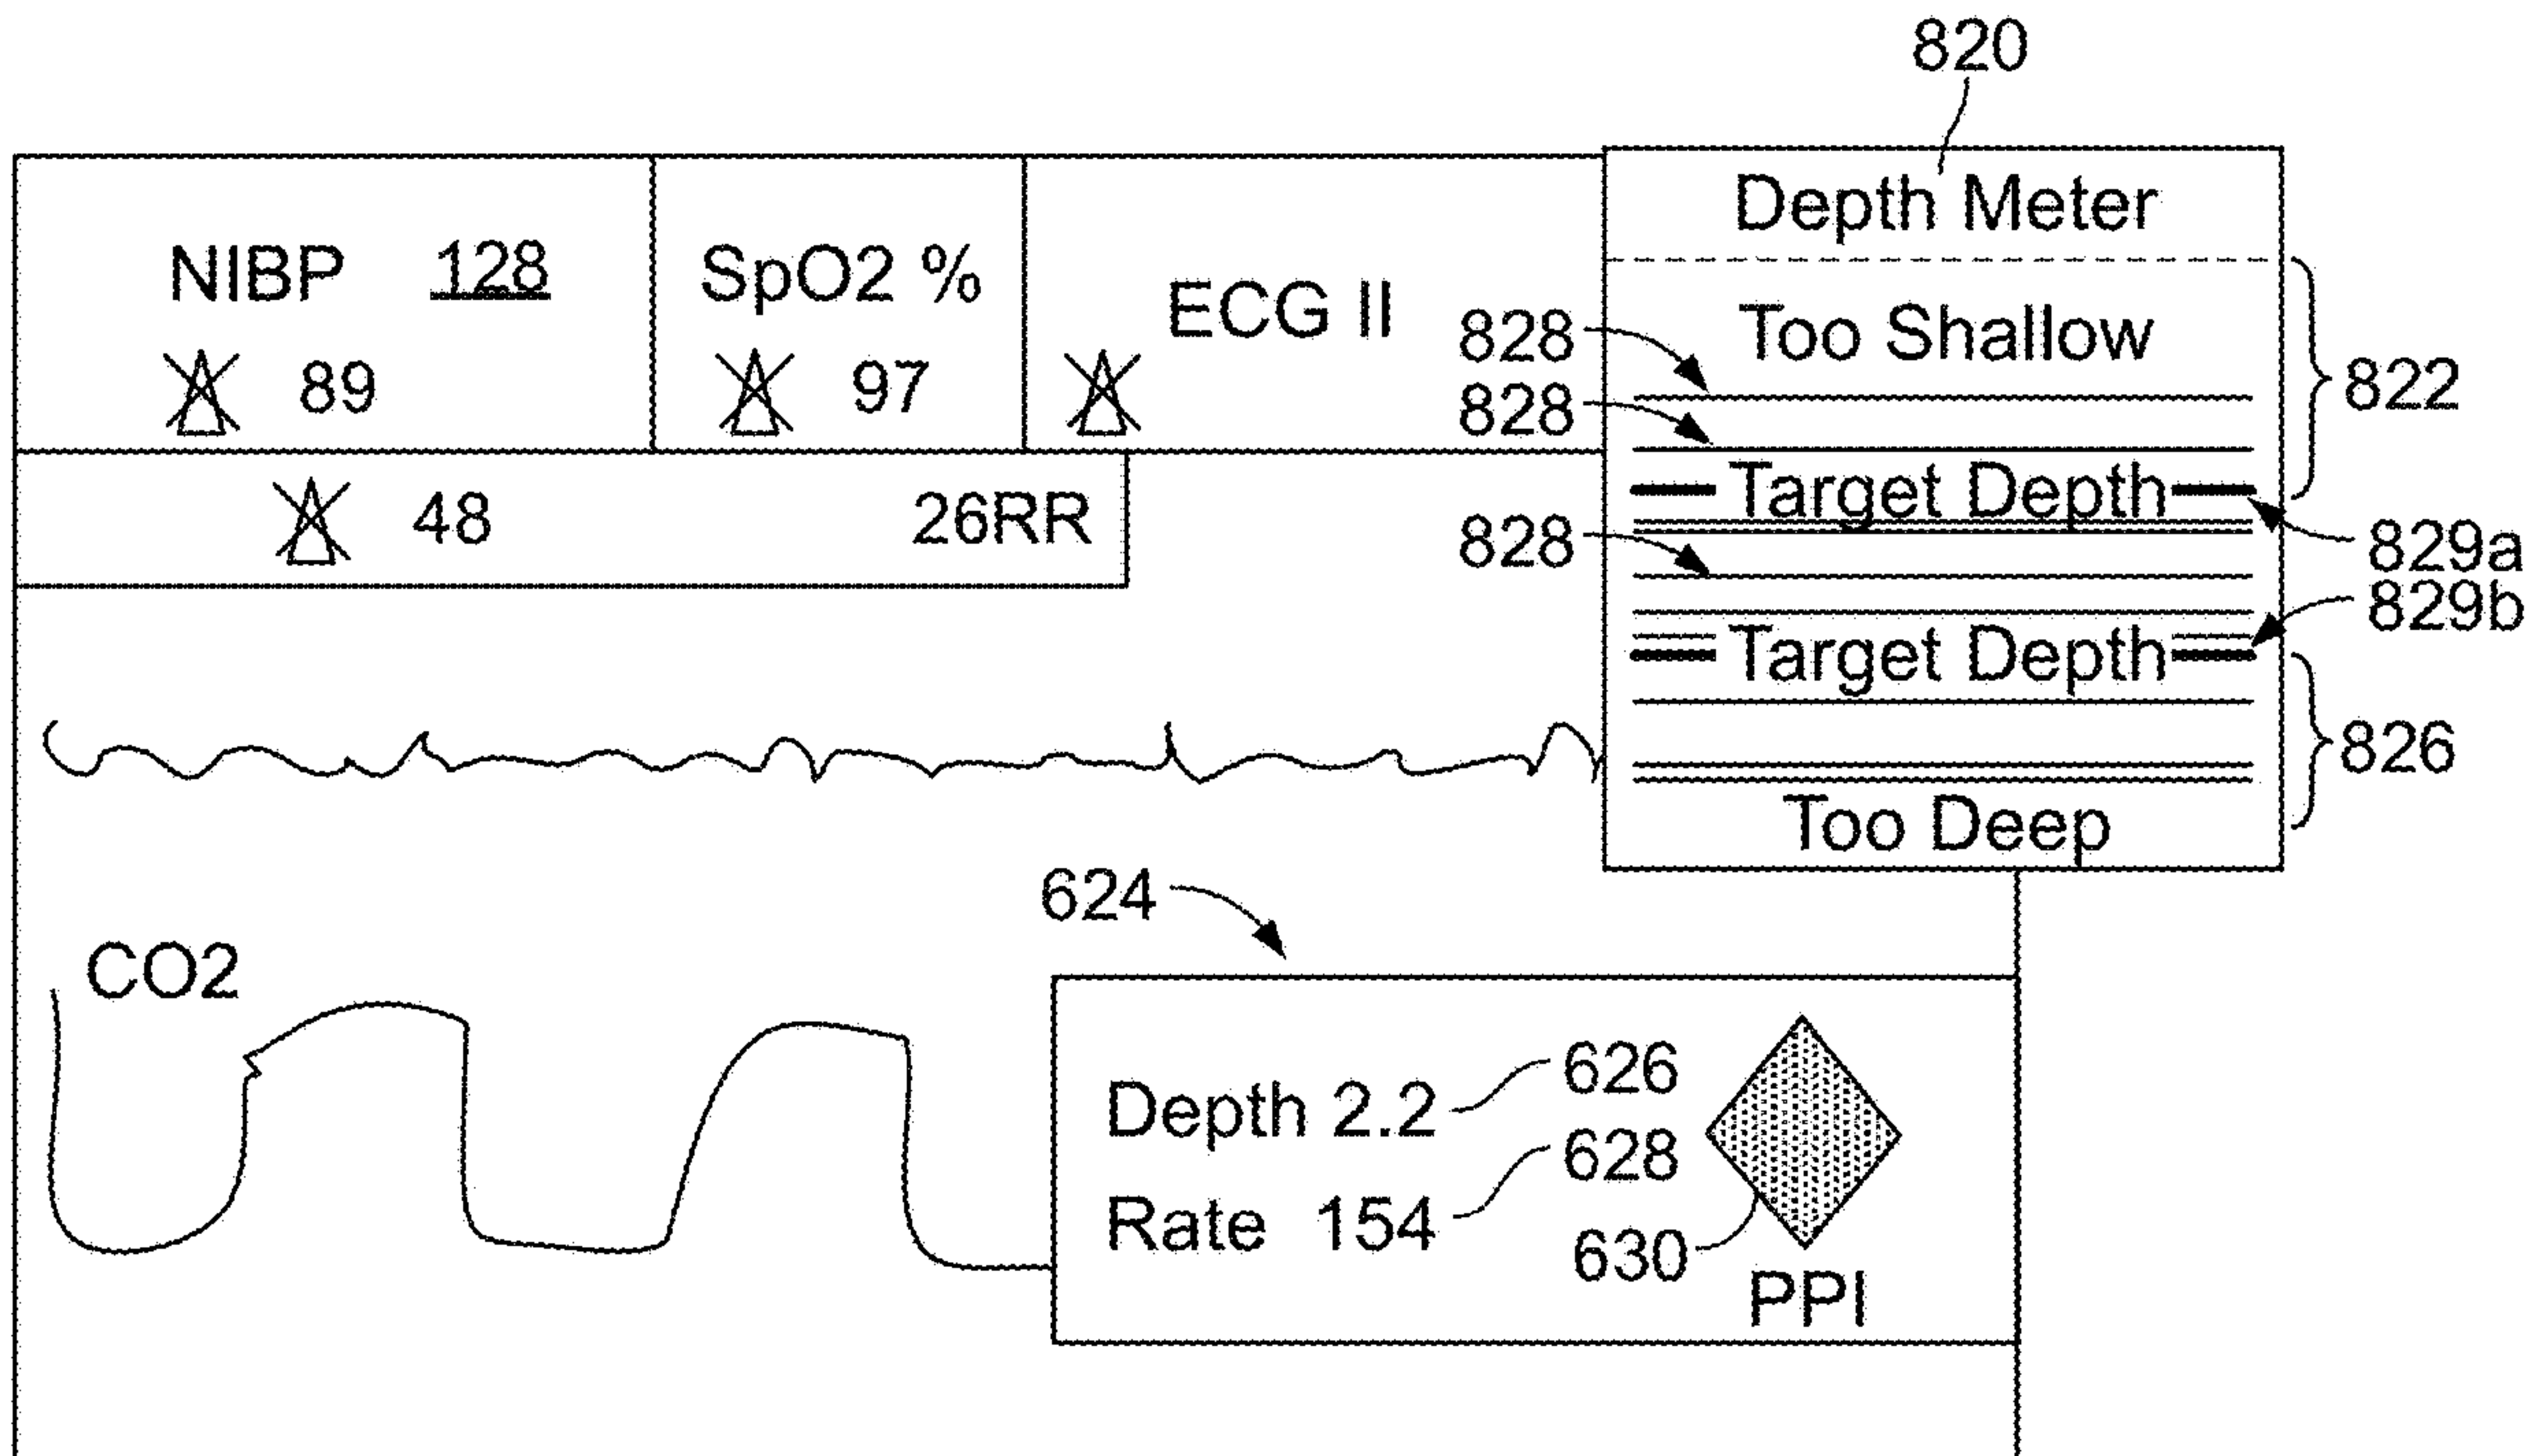 820
Depth Meter
NIBP 128
SpO2 %
ECG II
Too Shallow
828
822
89
97
828
Target Depth
48
26RR
828
829a
829b
Target Depth
826
Too Deep
624
CO2
626
Depth 2.2
628
Rate 154
630
PPI